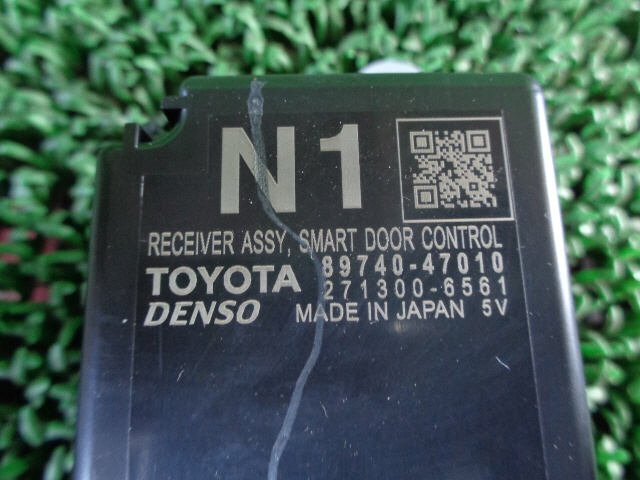 N1
RECEIVER ASSY, SMART DOOR CONTROL
TOYOTA 89740-47010
271300-6561
DENSO MADE IN JAPAN 5V